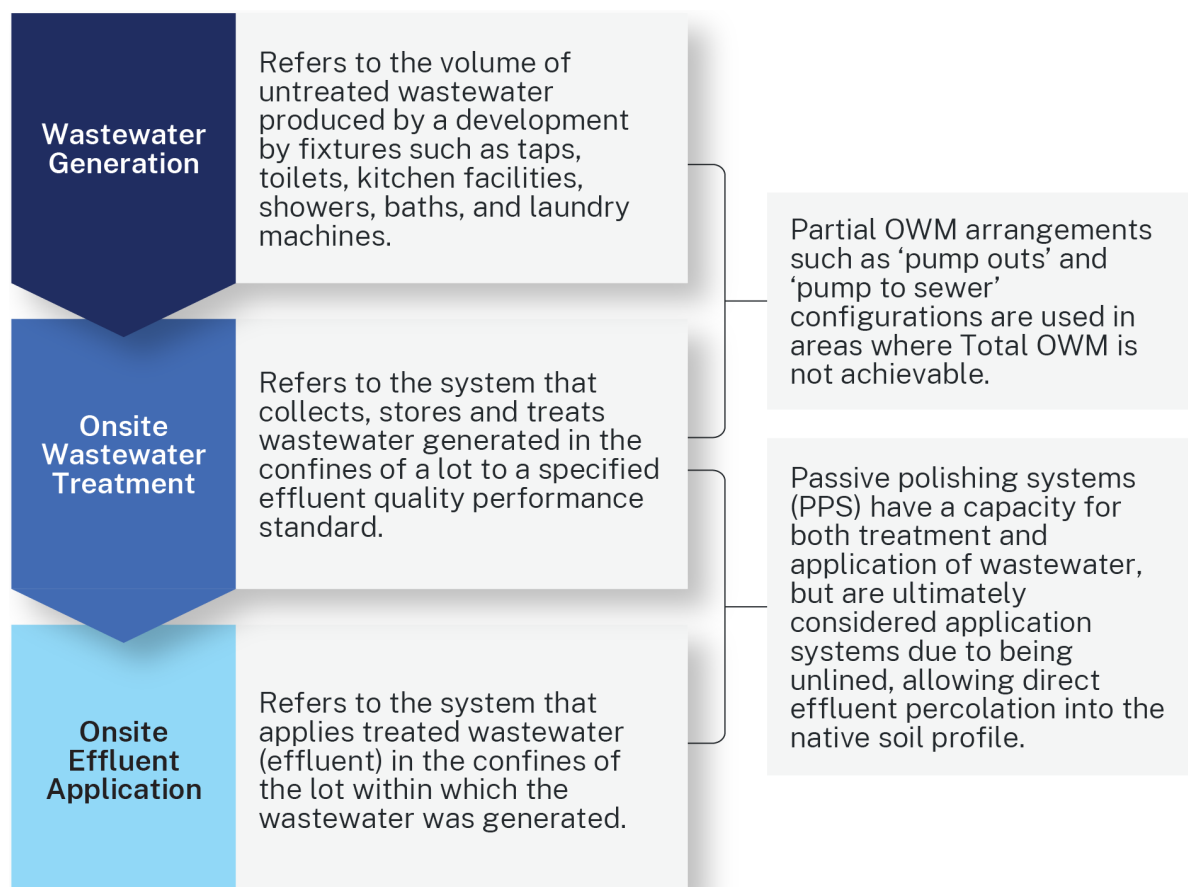 Wastewater
Generation
Refers to the volume of
untreated wastewater
produced by a development
by fixtures such as taps,
toilets, kitchen facilities,
showers, baths, and laundry
machines.
Partial OWM arrangements
such as ‘pump outs’ and
‘pump to sewer’
configurations are used in
areas where Total OWM is
not achievable.
Onsite
Wastewater
Treatment
Refers to the system that
collects, stores and treats
wastewater generated in the
confines of a lot to a specified
effluent quality performance
standard.
Passive polishing systems
(PPS) have a capacity for
both treatment and
application of wastewater,
but are ultimately
considered application
systems due to being
unlined, allowing direct
effluent percolation into the
native soil profile.
Onsite
Effluent
Application
Refers to the system that
applies treated wastewater
(effluent) in the confines of
the lot within which the
wastewater was generated.